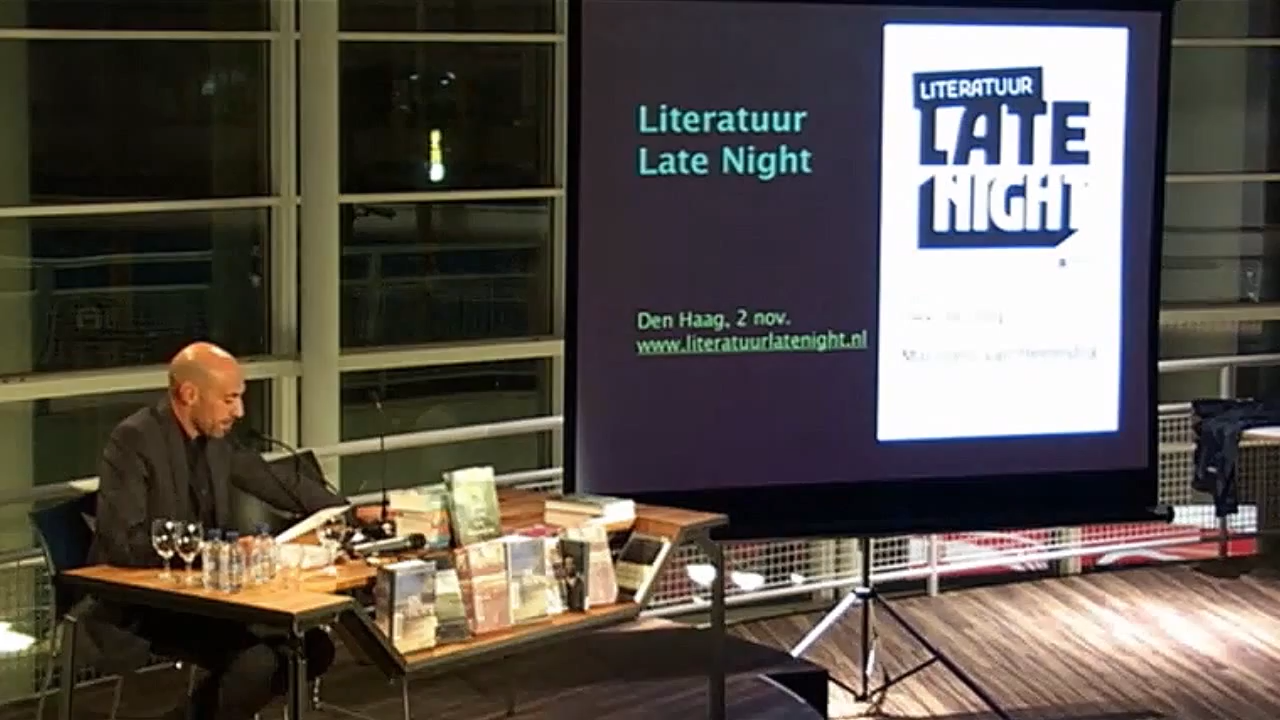 Literatuur
Late Night
Den Haag, 2 nov.
www.literatuurlatenight.nl
LITERATUUR
LATE
NIGHT